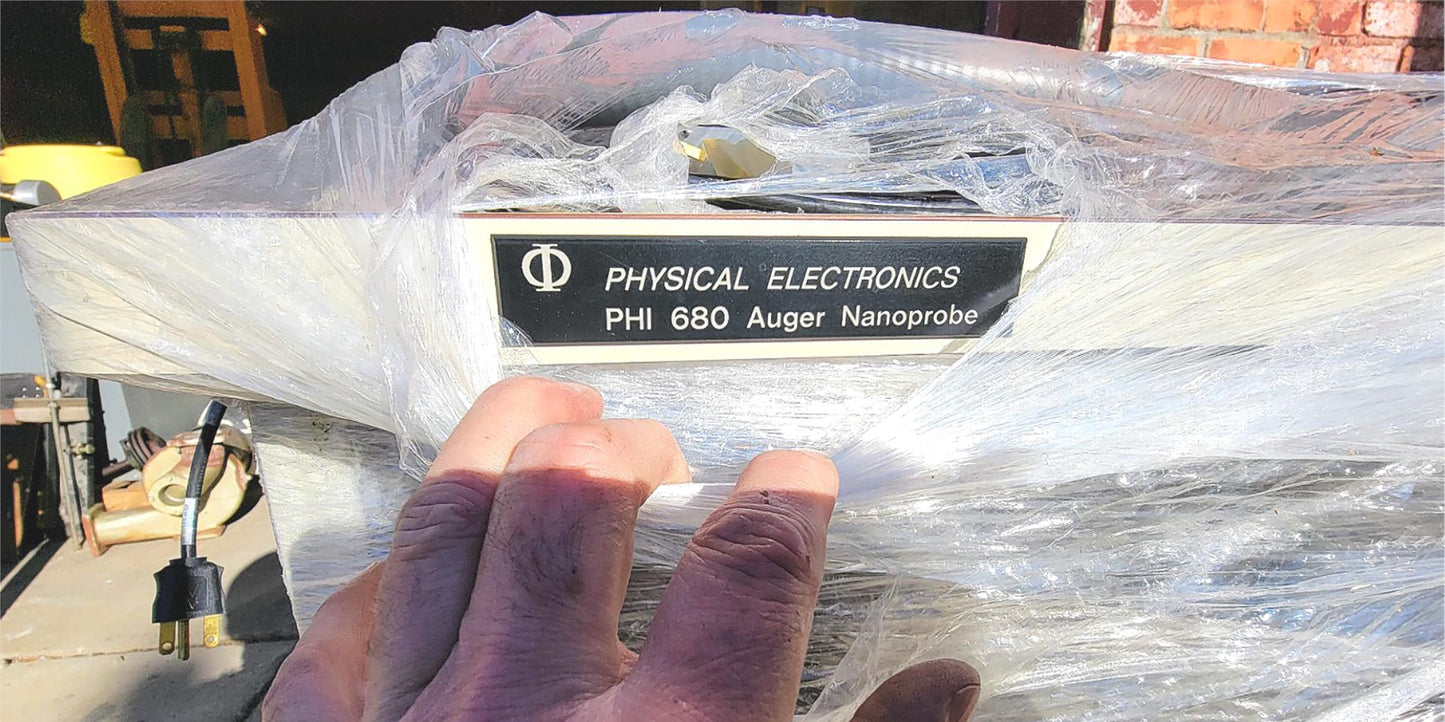 Φ PHYSICAL ELECTRONICS
PHI 680 Auger Nanoprobe